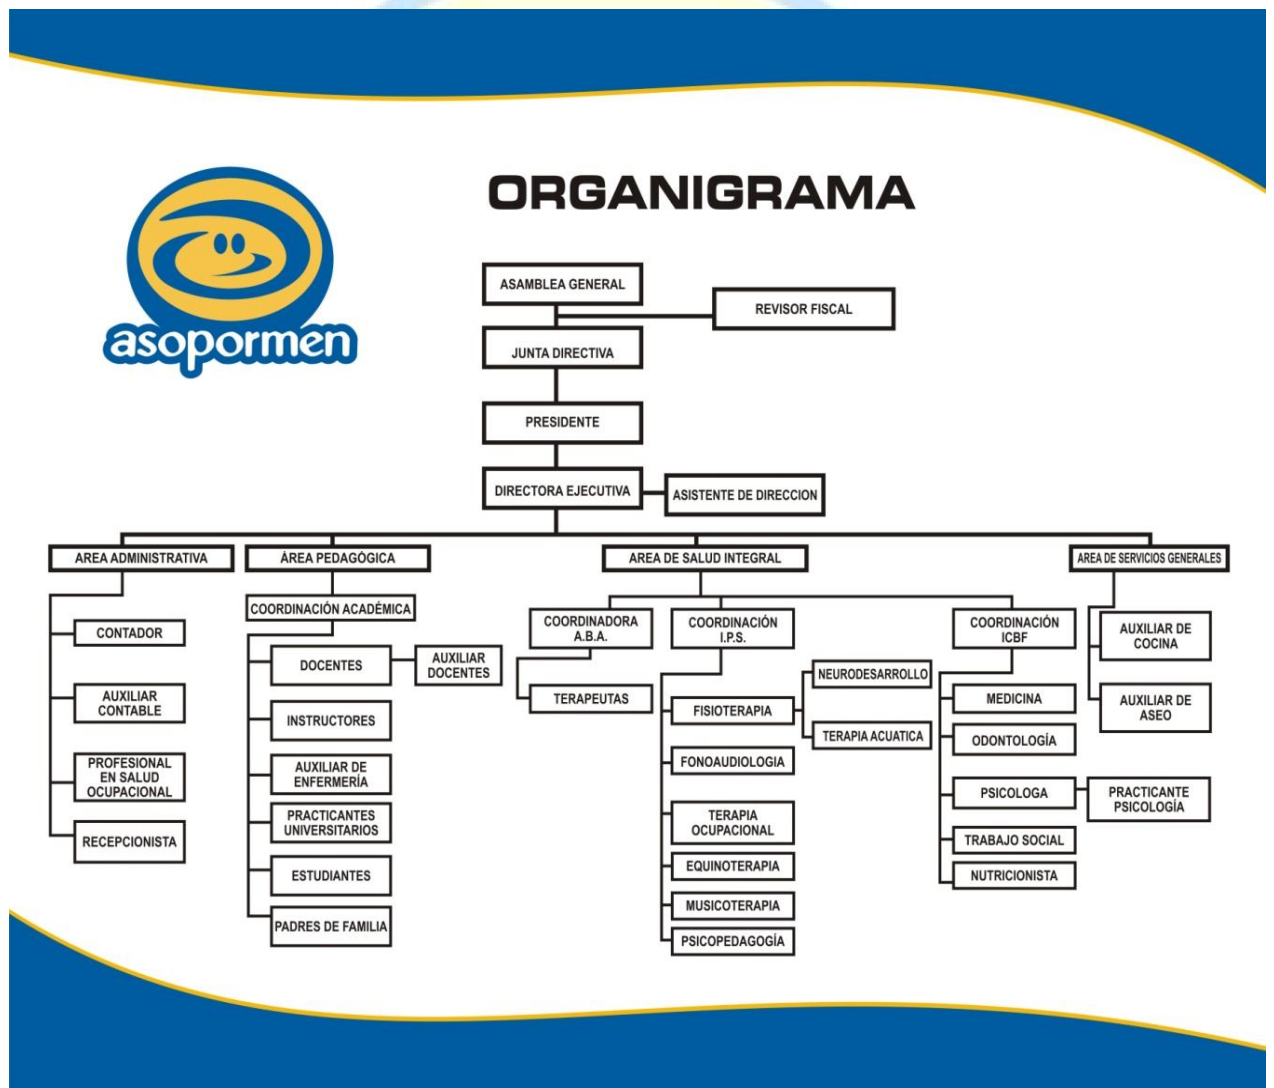 ORGANIGRAMA
asopormen
ASAMBLEA GENERAL
REVISOR FISCAL
JUNTA DIRECTIVA
PRESIDENTE
DIRECTORA EJECUTIVA
ASISTENTE DE DIRECCION
AREA ADMINISTRATIVA
CONTADOR
AUXILIAR
CONTABLE
PROFESIONAL
EN SALUD
OCUPACIONAL
RECEPCIONISTA
ÁREA PEDAGÓGICA
COORDINACIÓN ACADÉMICA
DOCENTES
AUXILIAR
DOCENTES
INSTRUCTORES
AUXILIAR DE
ENFERMERÍA
PRACTICANTES
UNIVERSITARIOS
ESTUDIANTES
PADRES DE FAMILIA
AREA DE SALUD INTEGRAL
COORDINADORA
A.B.A.
TERAPEUTAS
COORDINACIÓN
I.P.S.
FISIOTERAPIA
NEURODESARROLLO
TERAPIA ACUATICA
FONOAUDIOLOGIA
TERAPIA
OCUPACIONAL
EQUINOTERAPIA
MUSICOTERAPIA
PSICOPEDAGOGÍA
COORDINACIÓN
ICBF
MEDICINA
ODONTOLOGÍA
PSICOLOGA
PRACTICANTE
PSICOLOGÍA
TRABAJO SOCIAL
NUTRICIONISTA
AREA DE SERVICIOS GENERALES
AUXILIAR DE
COCINA
AUXILIAR DE
ASEO